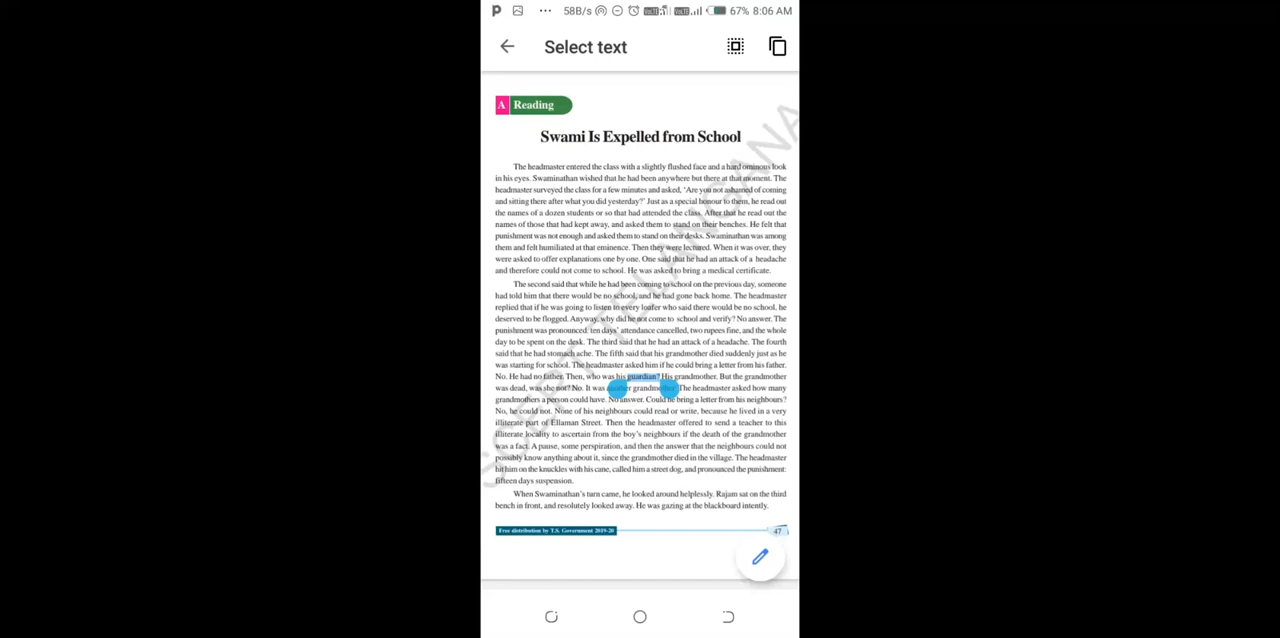 58B/s 67% 8:06 AM
Select text
A Reading
Swami Is Expelled from School
The headmaster entered the class with a slightly flushed face and a hard ominous look
in his eyes. Swaminathan wished that he had been anywhere but there at that moment. The
headmaster surveyed the class for a few minutes and asked, 'Are you not ashamed of coming
and sitting there after what you did yesterday?' Just as a special honour to them, he read out
the names of a dozen students or so that had attended the class. After that he read out the
names of those that had kept away, and asked them to stand on their benches. He felt that
punishment was not enough and asked them to stand on their desks. Swaminathan was among
them and felt humiliated at that eminence. Then they were lectured. When it was over, they
were asked to offer explanations one by one. One said that he had an attack of a headache
and therefore could not come to school. He was asked to bring a medical certificate.
The second said that while he had been coming to school on the previous day, someone
had told him that there would be no school, and he had gone back home. The headmaster
replied that if he was going to listen to every loafer who said there would be no school, he
deserved to be flogged. Anyway, why did he not come to school and verify? No answer. The
punishment was pronounced: ten days' attendance cancelled, two rupees fine, and the whole
day to be spent on the desk. The third said that he had an attack of a headache. The fourth
said that he had stomach ache. The fifth said that his grandmother died suddenly just as he
was starting for school. The headmaster asked him if he could bring a letter from his father.
No. He had no father. Then, who was his guardian? His grandmother. But the grandmother
was dead, was she not? No. It was another grandmother. The headmaster asked how many
grandmothers a person could have. No answer. Could he bring a letter from his neighbours?
No, he could not. None of his neighbours could read or write, because he lived in a very
illiterate part of Ellaman Street. Then the headmaster offered to send a teacher to this
illiterate locality to ascertain from the boy's neighbours if the death of the grandmother
was a fact. A pause, some perspiration, and then the answer that the neighbours could not
possibly know anything about it, since the grandmother died in the village. The headmaster
hit him on the knuckles with his cane, called him a street dog, and pronounced the punishment:
fifteen days suspension.
When Swaminathan's turn came, he looked around helplessly. Rajam sat on the third
bench in front, and resolutely looked away. He was gazing at the blackboard intently.
Free distribution by T.S. Government 2019-20
47
SCERT TELANGANA